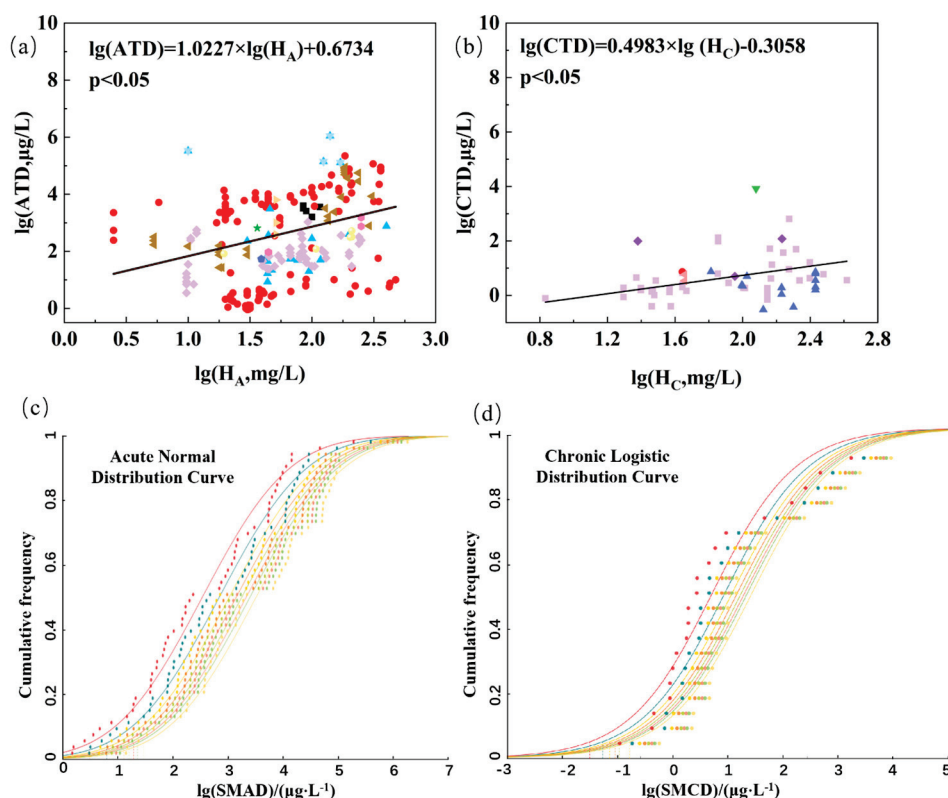 (a)
lg(ATD)=1.0227×lg(H_A)+0.6734
p<0.05
lg(ATD,μg/L)
10
8
6
4
2
0
0.0 0.5 1.0 1.5 2.0 2.5 3.0
lg(H_A,mg/L)
(b)
lg(CTD)=0.4983×lg (H_C)-0.3058
p<0.05
lg(CTD,μg/L)
10
8
6
4
2
0
0.8 1.2 1.6 2.0 2.4 2.8
lg(H_C,mg/L)
(c)
Acute Normal
Distribution Curve
Cumulative frequency
1
0.8
0.6
0.4
0.2
0
0 1 2 3 4 5 6 7
lg(SMAD)/(μg·L⁻¹)
(d)
Chronic Logistic
Distribution Curve
Cumulative frequency
1
0.8
0.6
0.4
0.2
0
-3 -2 -1 0 1 2 3 4 5
lg(SMCD)/(μg·L⁻¹)